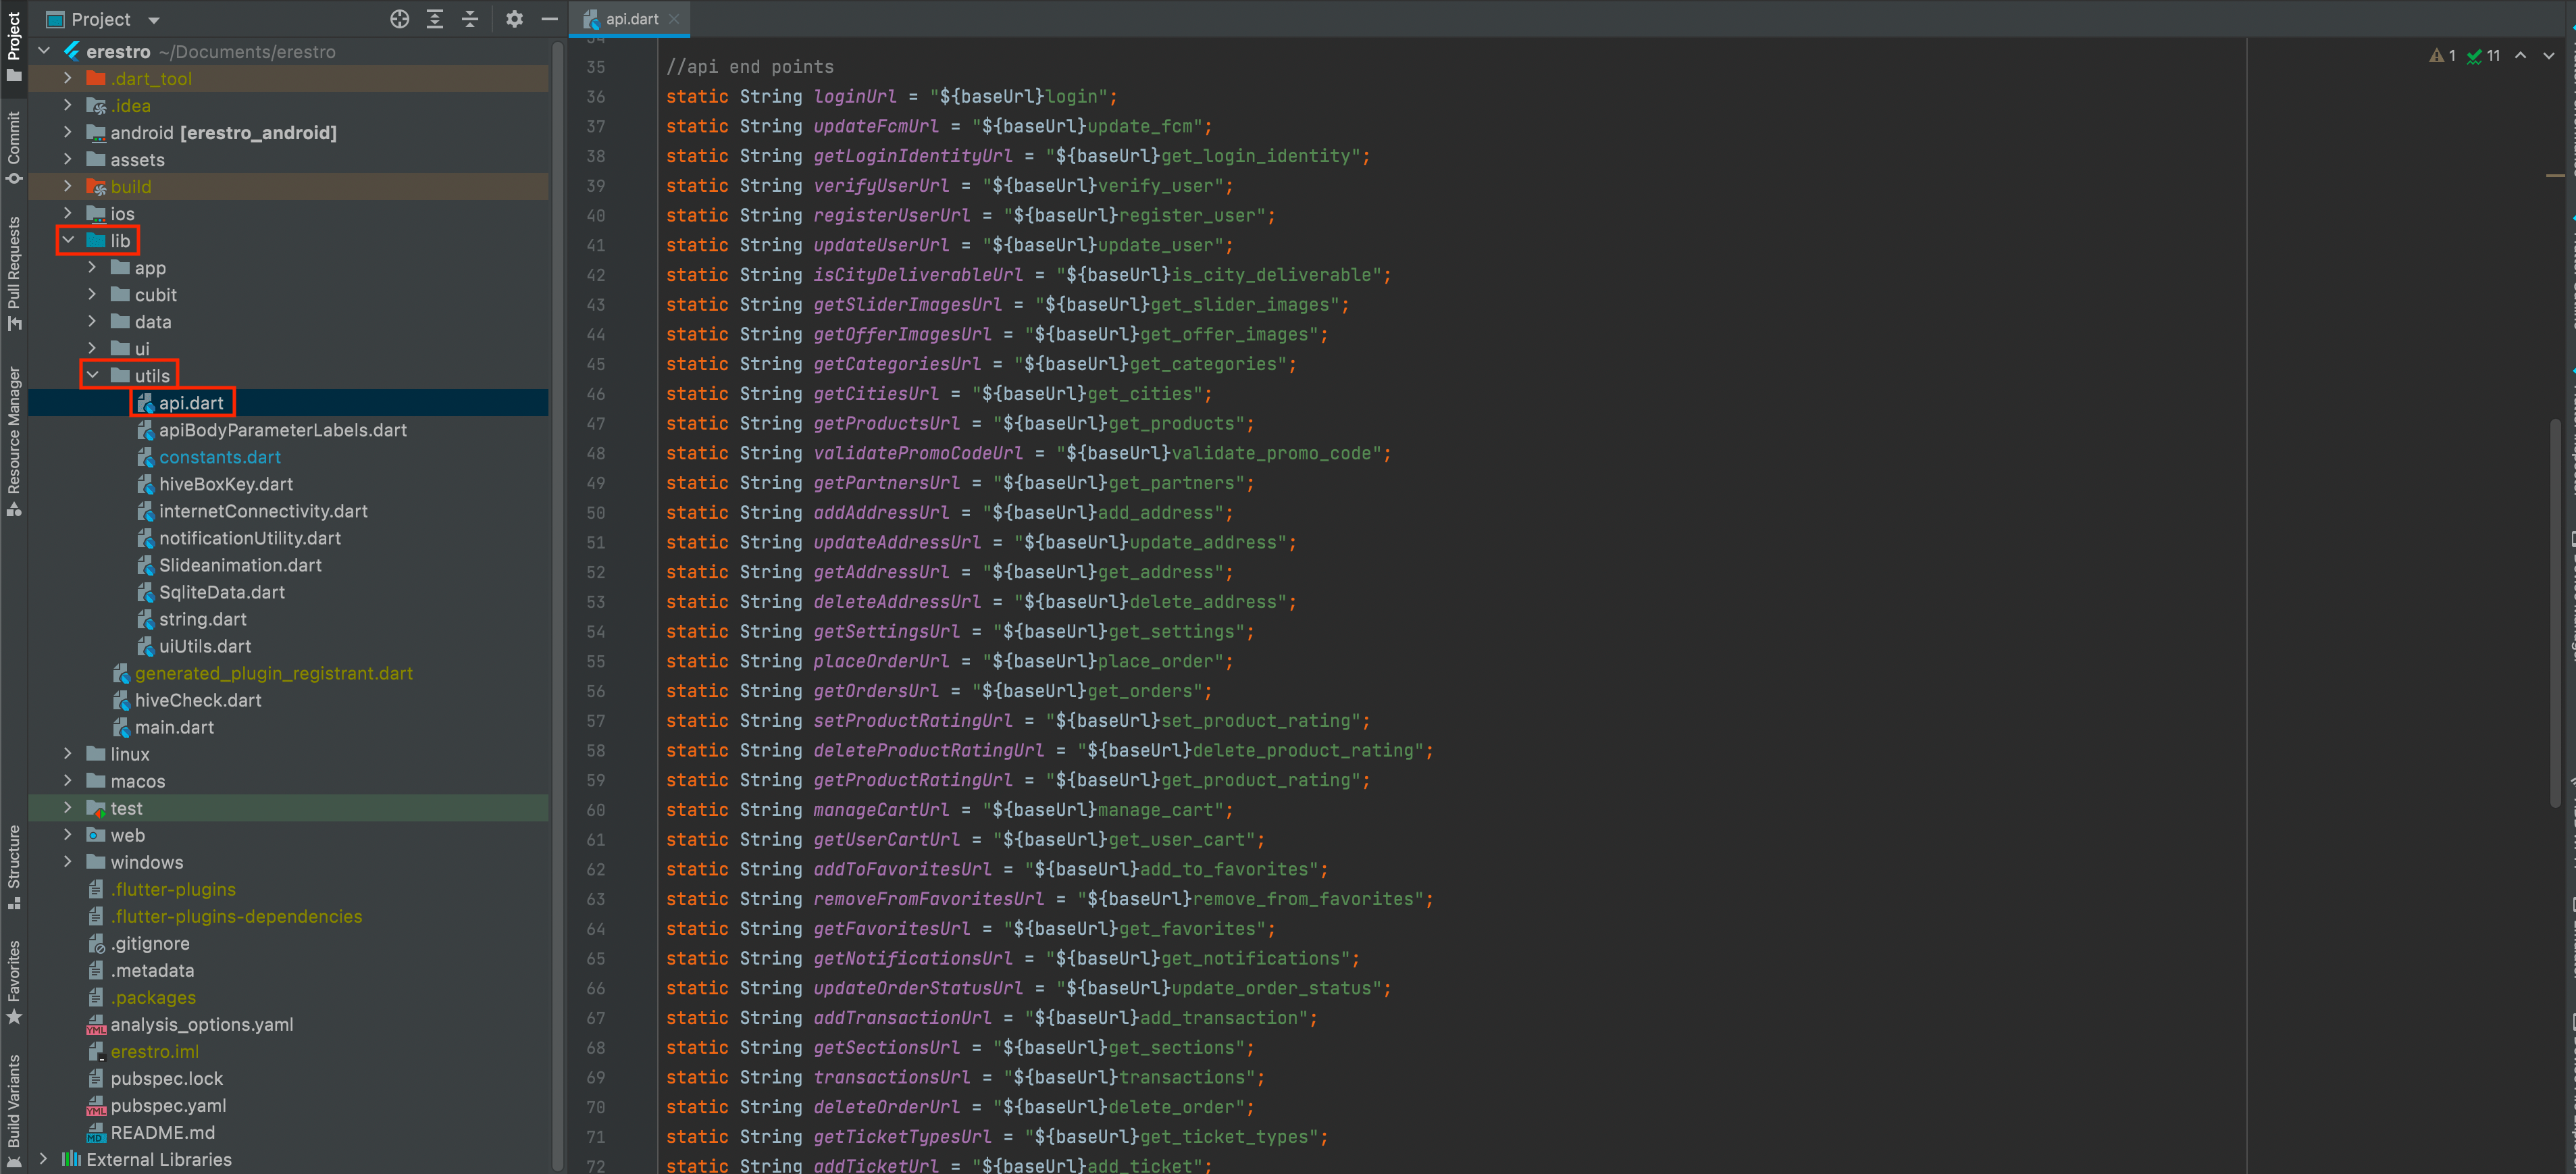 Project
Project
Commit
Pull Requests
Resource Manager
Structure
Favorites
Build Variants
erestro ~/Documents/erestro
.dart_tool
.idea
android [erestro_android]
assets
build
ios
lib
app
cubit
data
ui
utils
api.dart
apiBodyParameterLabels.dart
constants.dart
hiveBoxKey.dart
internetConnectivity.dart
notificationUtility.dart
Slideanimation.dart
SqliteData.dart
string.dart
uiUtils.dart
generated_plugin_registrant.dart
hiveCheck.dart
main.dart
linux
macos
test
web
windows
.flutter-plugins
.flutter-plugins-dependencies
.gitignore
.metadata
.packages
analysis_options.yaml
erestro.iml
pubspec.lock
pubspec.yaml
README.md
External Libraries
api.dart
1 11
34
35 //api end points
36 static String loginUrl = "${baseUrl}login";
37 static String updateFcmUrl = "${baseUrl}update_fcm";
38 static String getLoginIdentityUrl = "${baseUrl}get_login_identity";
39 static String verifyUserUrl = "${baseUrl}verify_user";
40 static String registerUserUrl = "${baseUrl}register_user";
41 static String updateUserUrl = "${baseUrl}update_user";
42 static String isCityDeliverableUrl = "${baseUrl}is_city_deliverable";
43 static String getSliderImagesUrl = "${baseUrl}get_slider_images";
44 static String getOfferImagesUrl = "${baseUrl}get_offer_images";
45 static String getCategoriesUrl = "${baseUrl}get_categories";
46 static String getCitiesUrl = "${baseUrl}get_cities";
47 static String getProductsUrl = "${baseUrl}get_products";
48 static String validatePromoCodeUrl = "${baseUrl}validate_promo_code";
49 static String getPartnersUrl = "${baseUrl}get_partners";
50 static String addAddressUrl = "${baseUrl}add_address";
51 static String updateAddressUrl = "${baseUrl}update_address";
52 static String getAddressUrl = "${baseUrl}get_address";
53 static String deleteAddressUrl = "${baseUrl}delete_address";
54 static String getSettingsUrl = "${baseUrl}get_settings";
55 static String placeOrderUrl = "${baseUrl}place_order";
56 static String getOrdersUrl = "${baseUrl}get_orders";
57 static String setProductRatingUrl = "${baseUrl}set_product_rating";
58 static String deleteProductRatingUrl = "${baseUrl}delete_product_rating";
59 static String getProductRatingUrl = "${baseUrl}get_product_rating";
60 static String manageCartUrl = "${baseUrl}manage_cart";
61 static String getUserCartUrl = "${baseUrl}get_user_cart";
62 static String addToFavoritesUrl = "${baseUrl}add_to_favorites";
63 static String removeFromFavoritesUrl = "${baseUrl}remove_from_favorites";
64 static String getFavoritesUrl = "${baseUrl}get_favorites";
65 static String getNotificationsUrl = "${baseUrl}get_notifications";
66 static String updateOrderStatusUrl = "${baseUrl}update_order_status";
67 static String addTransactionUrl = "${baseUrl}add_transaction";
68 static String getSectionsUrl = "${baseUrl}get_sections";
69 static String transactionsUrl = "${baseUrl}transactions";
70 static String deleteOrderUrl = "${baseUrl}delete_order";
71 static String getTicketTypesUrl = "${baseUrl}get_ticket_types";
72 static String addTicketUrl = "${baseUrl}add_ticket";